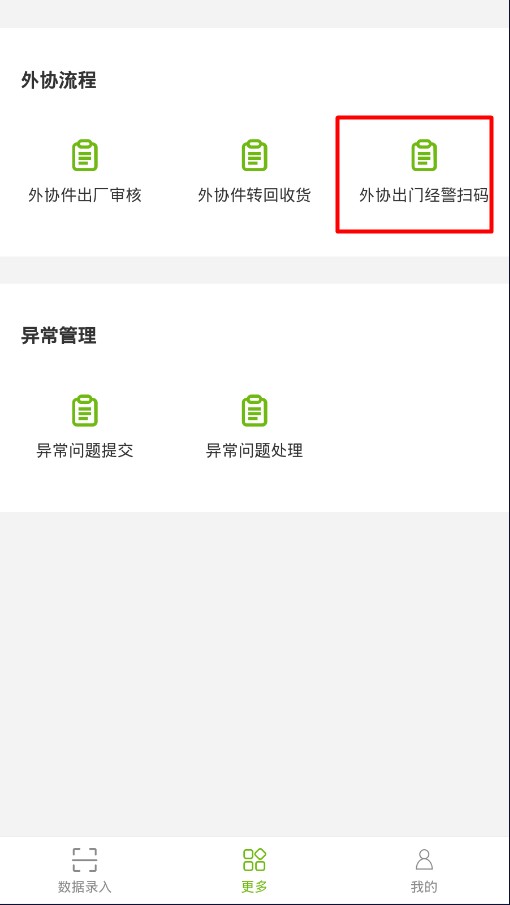 外协流程
外协件出厂审核
外协件转回收货
外协出门经警扫码
异常管理
异常问题提交
异常问题处理
数据录入
更多
我的